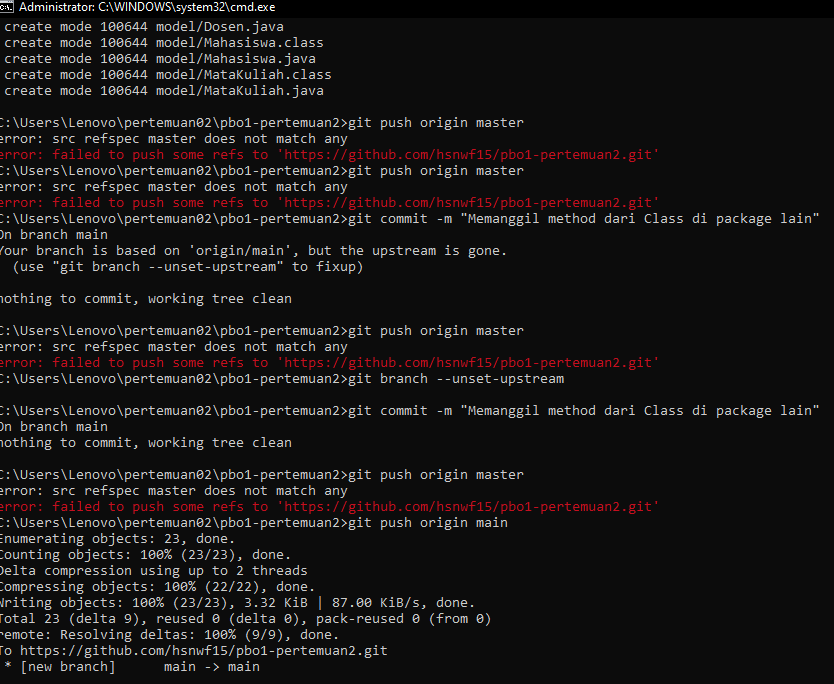 Administrator: C:\WINDOWS\system32\cmd.exe
create mode 100644 model/Dosen.java
create mode 100644 model/Mahasiswa.class
create mode 100644 model/Mahasiswa.java
create mode 100644 model/MataKuliah.class
create mode 100644 model/MataKuliah.java
C:\Users\Lenovo\pertemuan02\pbo1-pertemuan2>git push origin master
error: src refspec master does not match any
error: failed to push some refs to 'https://github.com/hsnwf15/pbo1-pertemuan2.git'
C:\Users\Lenovo\pertemuan02\pbo1-pertemuan2>git push origin master
error: src refspec master does not match any
error: failed to push some refs to 'https://github.com/hsnwf15/pbo1-pertemuan2.git'
C:\Users\Lenovo\pertemuan02\pbo1-pertemuan2>git commit -m "Memanggil method dari Class di package lain"
On branch main
Your branch is based on 'origin/main', but the upstream is gone.
(use "git branch --unset-upstream" to fixup)
nothing to commit, working tree clean
C:\Users\Lenovo\pertemuan02\pbo1-pertemuan2>git push origin master
error: src refspec master does not match any
error: failed to push some refs to 'https://github.com/hsnwf15/pbo1-pertemuan2.git'
C:\Users\Lenovo\pertemuan02\pbo1-pertemuan2>git branch --unset-upstream
C:\Users\Lenovo\pertemuan02\pbo1-pertemuan2>git commit -m "Memanggil method dari Class di package lain"
On branch main
nothing to commit, working tree clean
C:\Users\Lenovo\pertemuan02\pbo1-pertemuan2>git push origin master
error: src refspec master does not match any
error: failed to push some refs to 'https://github.com/hsnwf15/pbo1-pertemuan2.git'
C:\Users\Lenovo\pertemuan02\pbo1-pertemuan2>git push origin main
Enumerating objects: 23, done.
Counting objects: 100% (23/23), done.
Delta compression using up to 2 threads
Compressing objects: 100% (22/22), done.
Writing objects: 100% (23/23), 3.32 KiB | 87.00 KiB/s, done.
Total 23 (delta 9), reused 0 (delta 0), pack-reused 0 (from 0)
remote: Resolving deltas: 100% (9/9), done.
To https://github.com/hsnwf15/pbo1-pertemuan2.git
* [new branch]      main -> main